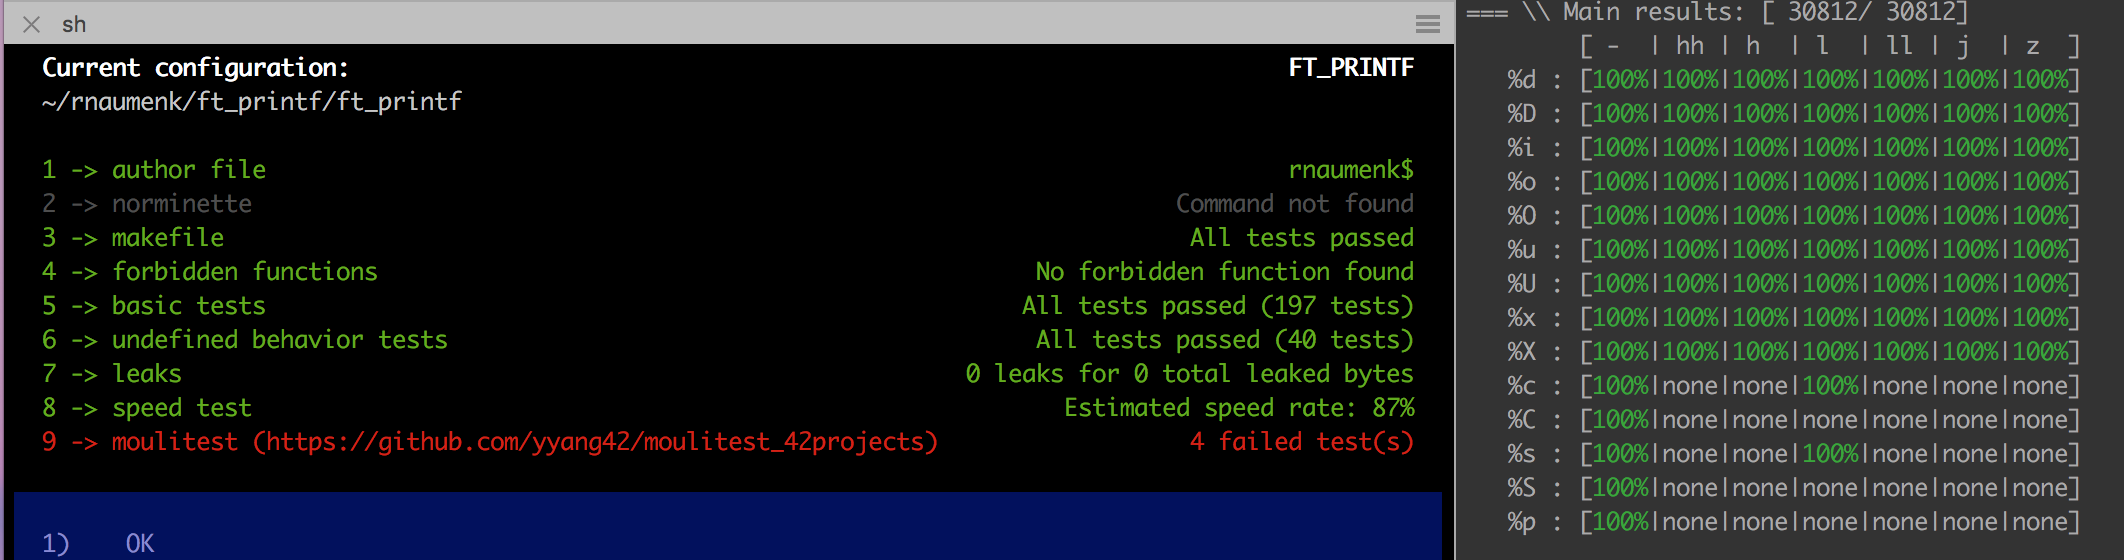 sh
Current configuration: FT_PRINTF
~/rnaumenk/ft_printf/ft_printf
1 -> author file rnaumenk$
2 -> norminette Command not found
3 -> makefile All tests passed
4 -> forbidden functions No forbidden function found
5 -> basic tests All tests passed (197 tests)
6 -> undefined behavior tests All tests passed (40 tests)
7 -> leaks 0 leaks for 0 total leaked bytes
8 -> speed test Estimated speed rate: 87%
9 -> moulitest (https://github.com/yyang42/moulitest_42projects) 4 failed test(s)
1) OK
=== \\ Main results: [ 30812/ 30812]
[ - | hh | h | l | ll | j | z ]
%d : [100%|100%|100%|100%|100%|100%|100%]
%D : [100%|100%|100%|100%|100%|100%|100%]
%i : [100%|100%|100%|100%|100%|100%|100%]
%o : [100%|100%|100%|100%|100%|100%|100%]
%O : [100%|100%|100%|100%|100%|100%|100%]
%u : [100%|100%|100%|100%|100%|100%|100%]
%U : [100%|100%|100%|100%|100%|100%|100%]
%x : [100%|100%|100%|100%|100%|100%|100%]
%X : [100%|100%|100%|100%|100%|100%|100%]
%c : [100%|none|none|100%|none|none|none]
%C : [100%|none|none|none|none|none|none]
%s : [100%|none|none|100%|none|none|none]
%S : [100%|none|none|none|none|none|none]
%p : [100%|none|none|none|none|none|none]